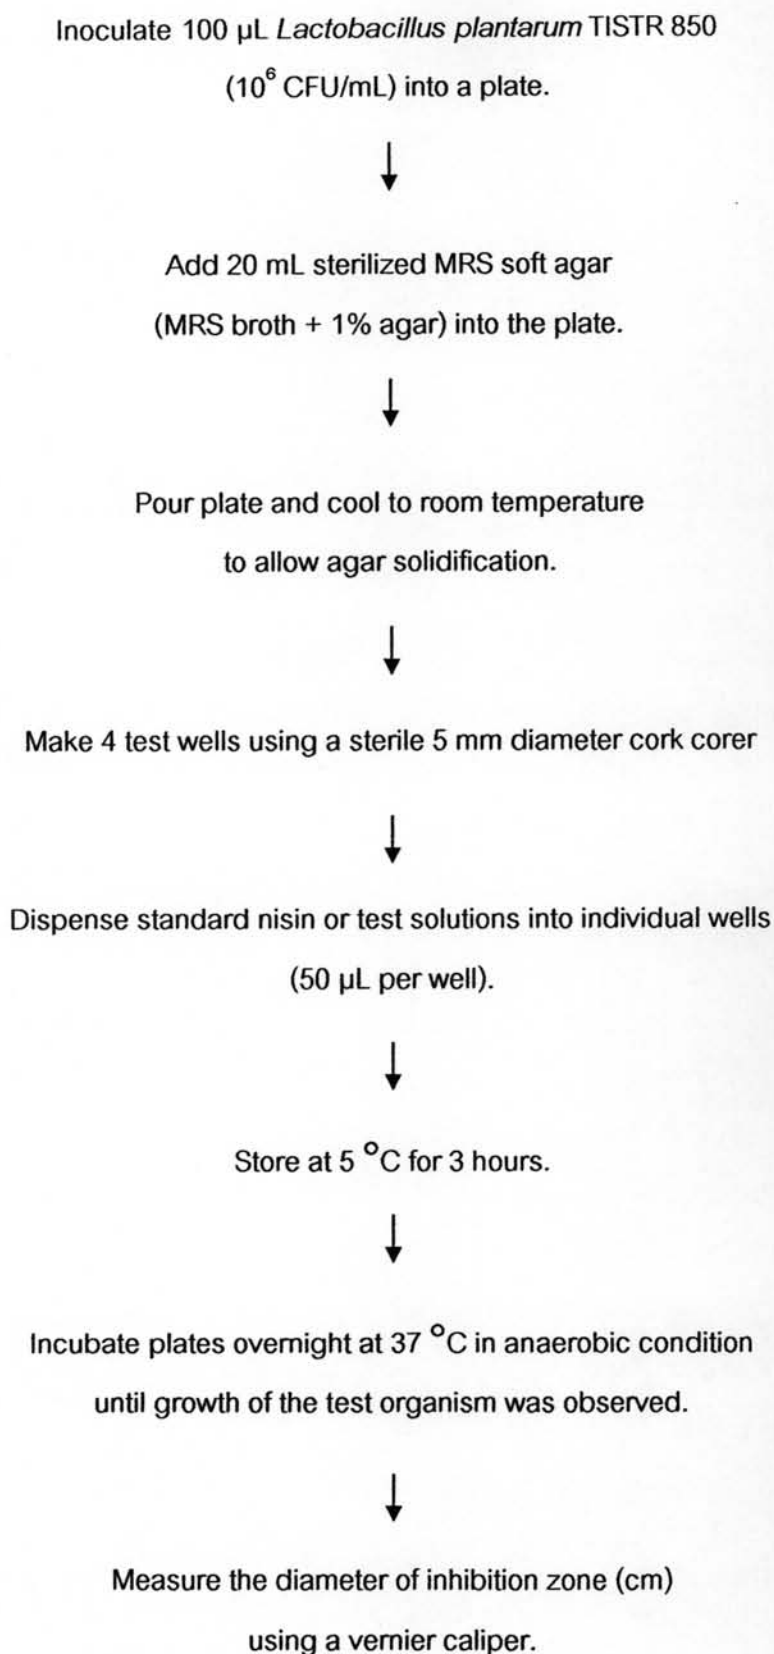 Inoculate 100 µL Lactobacillus plantarum TISTR 850
(10⁶ CFU/mL) into a plate.
Add 20 mL sterilized MRS soft agar
(MRS broth + 1% agar) into the plate.
Pour plate and cool to room temperature
to allow agar solidification.
Make 4 test wells using a sterile 5 mm diameter cork corer
Dispense standard nisin or test solutions into individual wells
(50 µL per well).
Store at 5 °C for 3 hours.
Incubate plates overnight at 37 °C in anaerobic condition
until growth of the test organism was observed.
Measure the diameter of inhibition zone (cm)
using a vernier caliper.